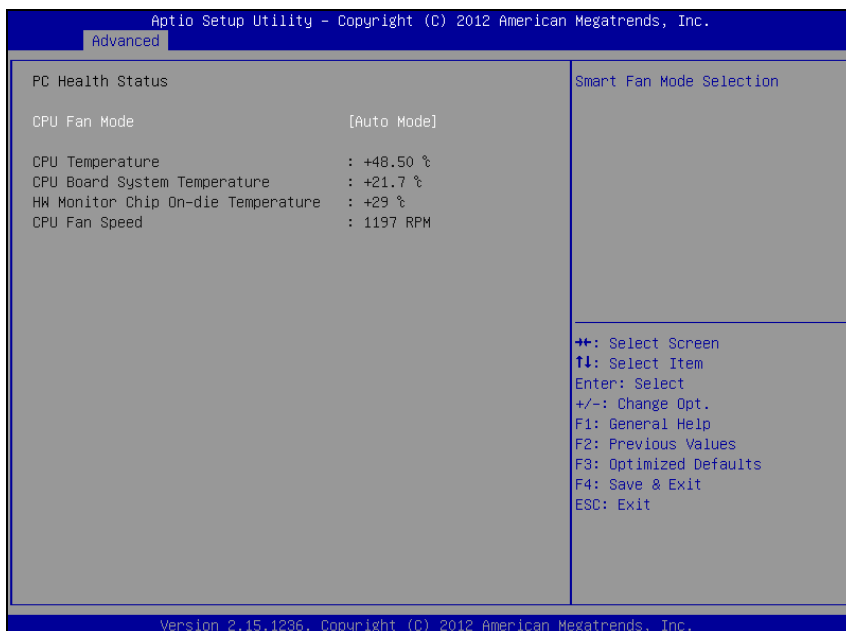 Aptio Setup Utility – Copyright (C) 2012 American Megatrends, Inc.
Advanced
PC Health Status
CPU Fan Mode [Auto Mode]
CPU Temperature : +48.50 ℃
CPU Board System Temperature : +21.7 ℃
HW Monitor Chip On-die Temperature : +29 ℃
CPU Fan Speed : 1197 RPM
Smart Fan Mode Selection
→←: Select Screen
↑↓: Select Item
Enter: Select
+/-: Change Opt.
F1: General Help
F2: Previous Values
F3: Optimized Defaults
F4: Save & Exit
ESC: Exit
Version 2.15.1236. Copyright (C) 2012 American Megatrends, Inc.